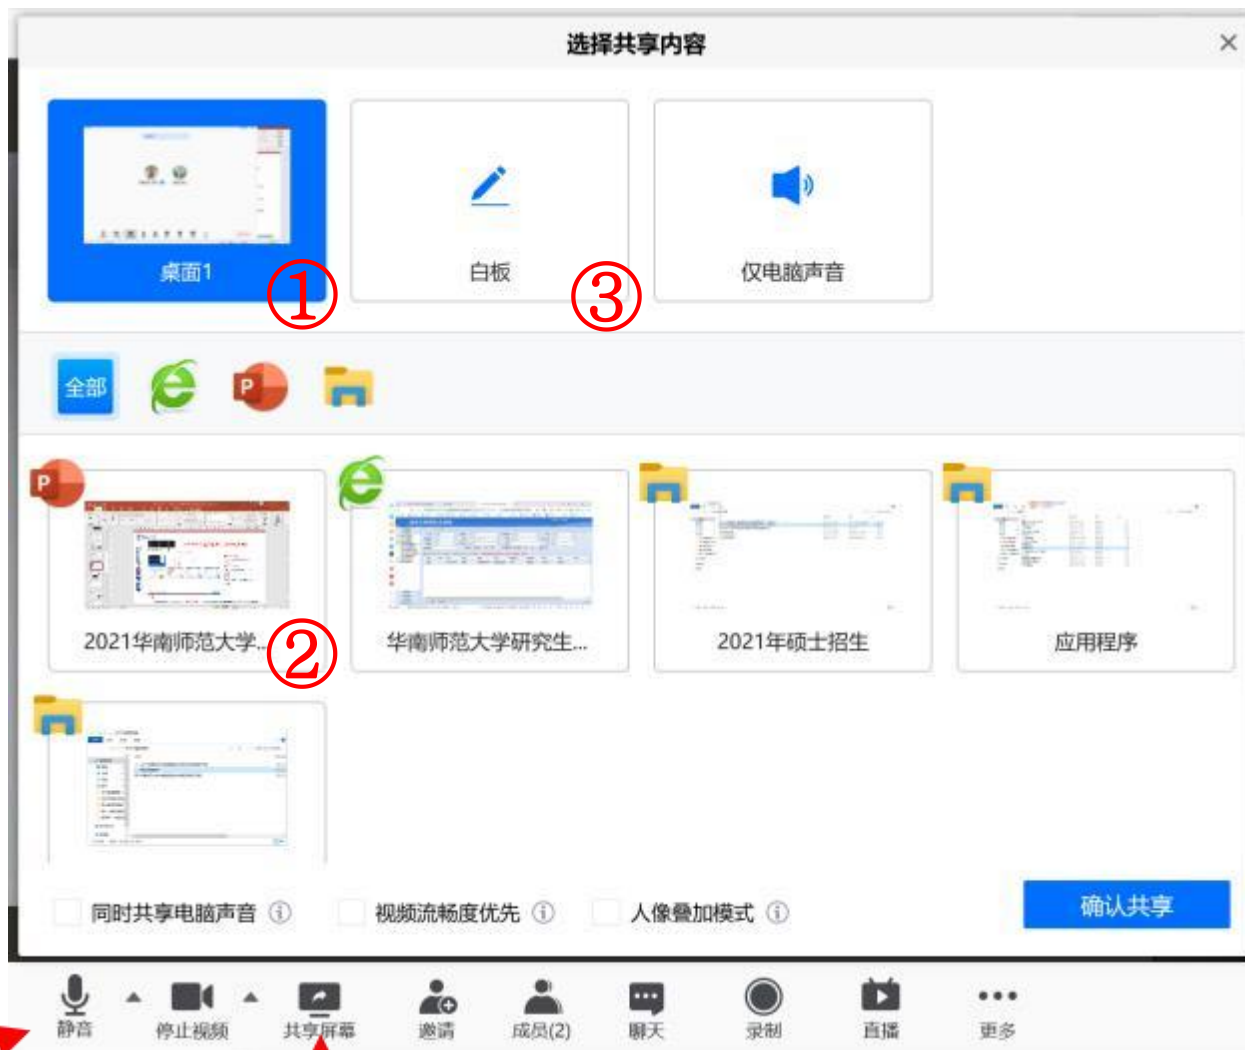 选择共享内容
桌面1
①
白板
③
仅电脑声音
全部
P
P
2021华南师范大学...
②
华南师范大学研究生...
2021年硕士招生
应用程序
同时共享电脑声音
视频流畅度优先
人像叠加模式
确认共享
静音
停止视频
共享屏幕
邀请
成员(2)
聊天
录制
直播
更多